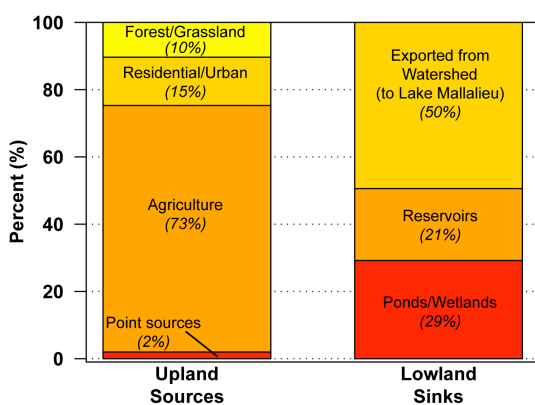 Percent (%)
100
80
60
40
20
0
Forest/Grassland
(10%)
Residential/Urban
(15%)
Agriculture
(73%)
Point sources
(2%)
Exported from
Watershed
(to Lake Mallalieu)
(50%)
Reservoirs
(21%)
Ponds/Wetlands
(29%)
Upland
Sources
Lowland
Sinks